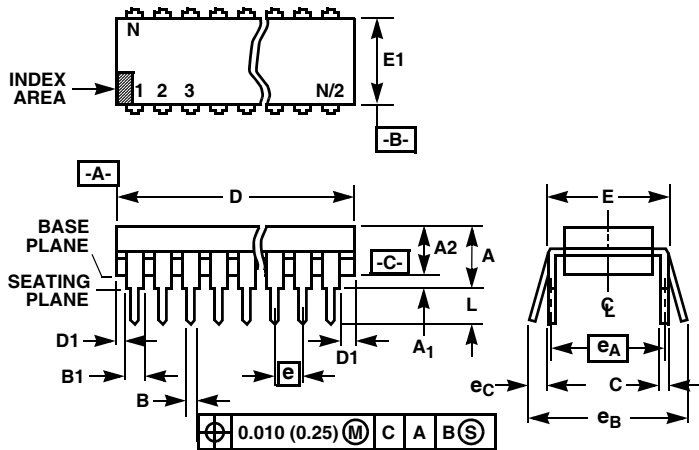 N
E1
INDEX
AREA
1 2 3 N/2
-B-
-A-
D
E
BASE
PLANE
A2
A
-C-
SEATING
PLANE
L
C
L
D1
A1
D1
eA
B1
e
eC
C
B
eB
0.010 (0.25) M C A B S